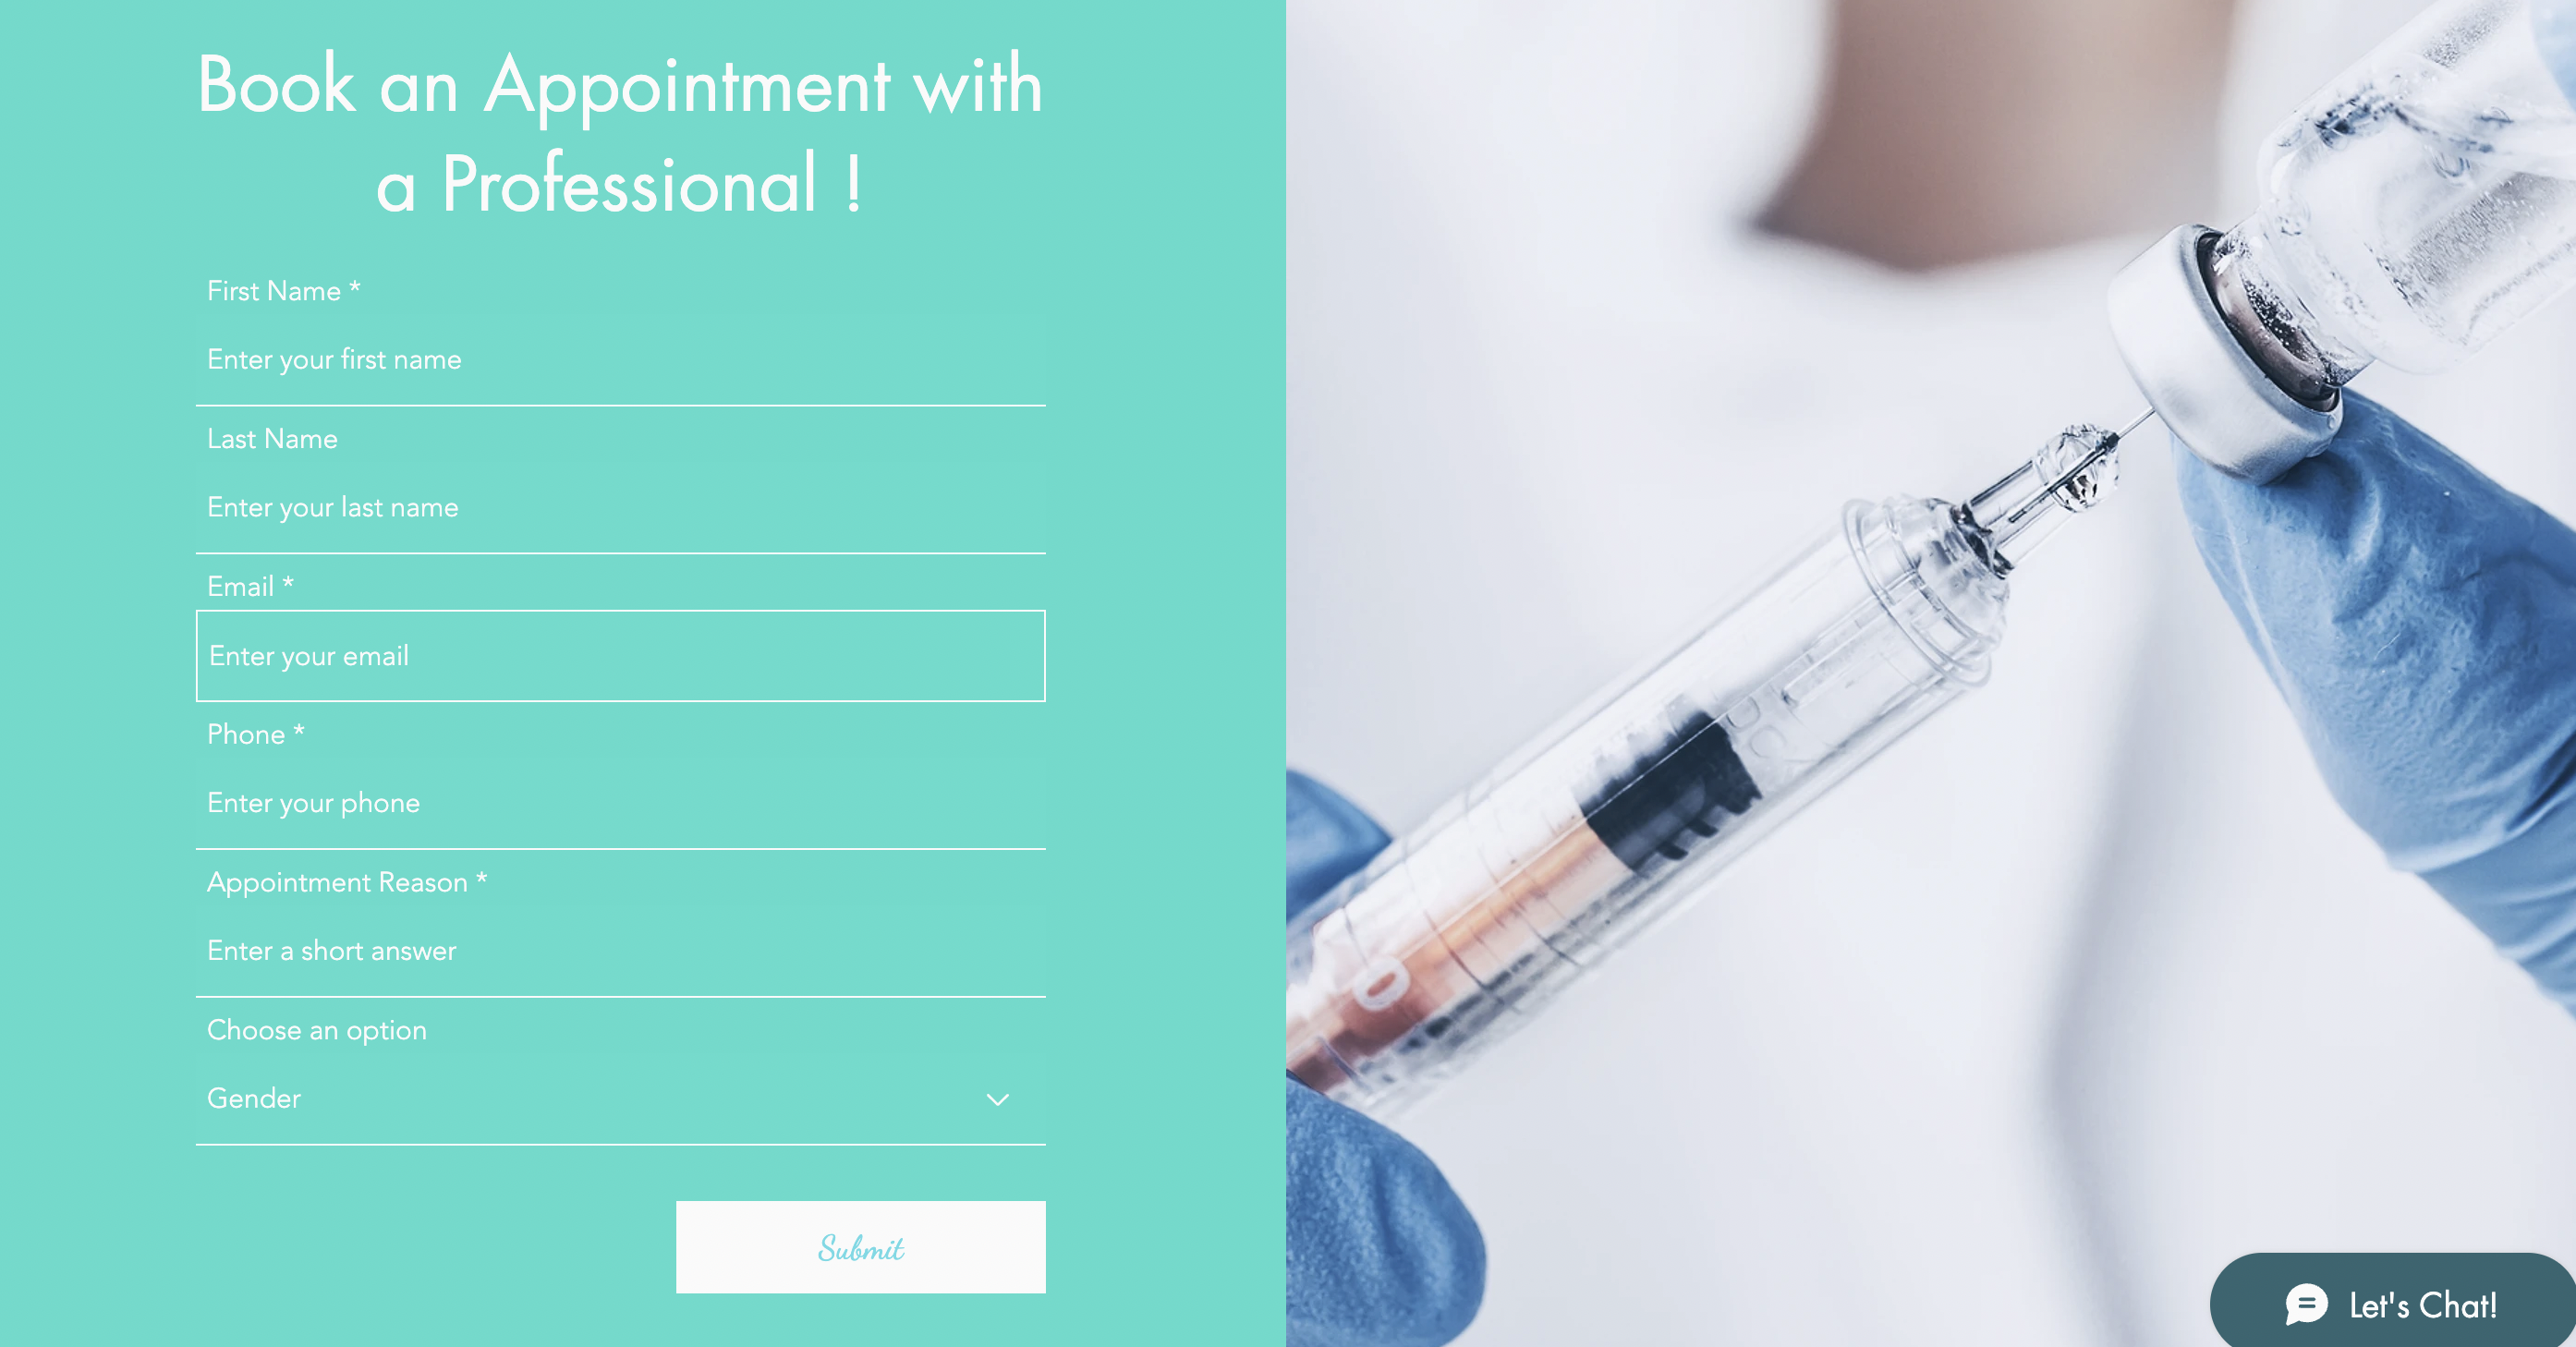 Book an Appointment with
a Professional !
First Name *
Enter your first name
Last Name
Enter your last name
Email *
Enter your email
Phone *
Enter your phone
Appointment Reason *
Enter a short answer
Choose an option
Gender
Submit
0
Let's Chat!